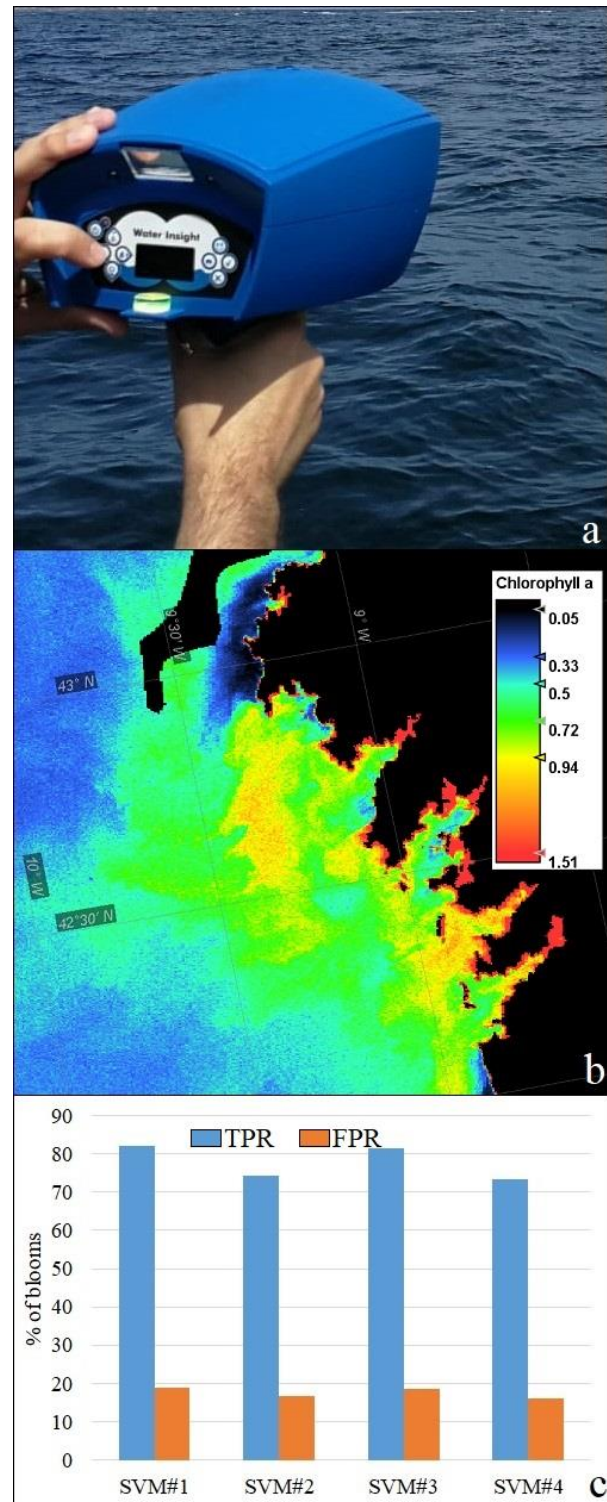 Water Insight
a
Chlorophyll a
0.05
0.33
0.5
0.72
0.94
1.51
9° 30' W
9° W
43° N
10° W
42°30' N
b
90
80
70
60
50
40
30
20
10
0
% of blooms
TPR
FPR
SVM#1
SVM#2
SVM#3
SVM#4
c